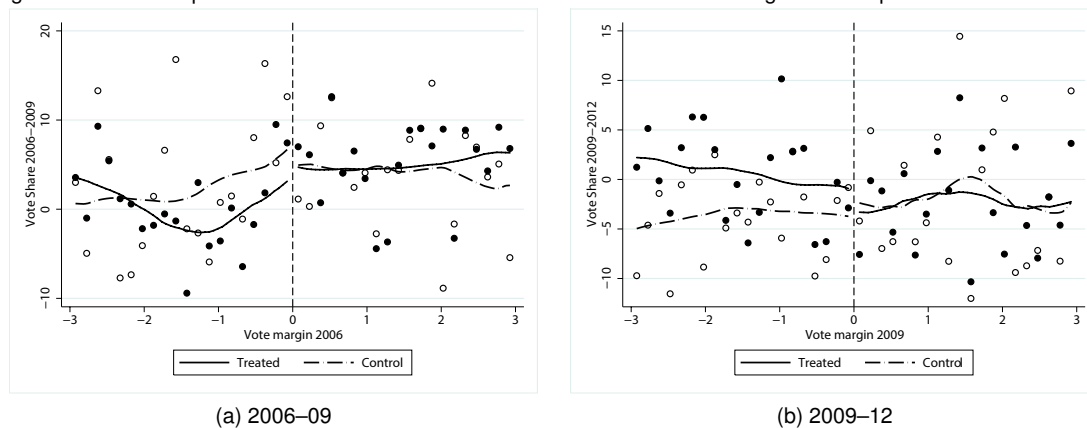 20
10
0
−10
Vote Share 2006−2009
−3 −2 −1 0 1 2 3
Vote margin 2006
Treated Control
(a) 2006–09
15
10
5
0
−5
−10
Vote Share 2009−2012
−3 −2 −1 0 1 2 3
Vote margin 2009
Treated Control
(b) 2009–12